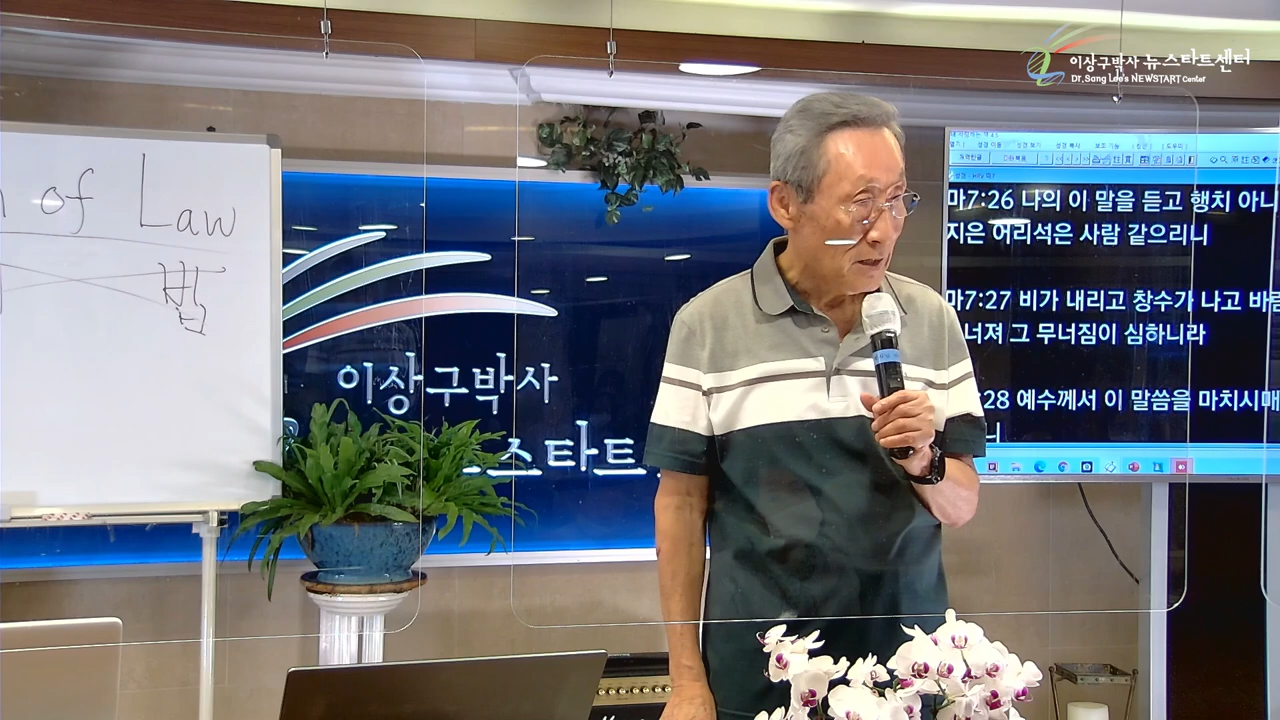 이상구박사 뉴스타트센터
Dr. Sang Lee's NEWSTART Center
of Law
법
이상구박사
스타트
마7:26 나의 이 말을 듣고 행치 아니
지은 어리석은 사람 같으리니
마7:27 비가 내리고 창수가 나고 바람
너져 그 무너짐이 심하니라
28 예수께서 이 말씀을 마치시매
니